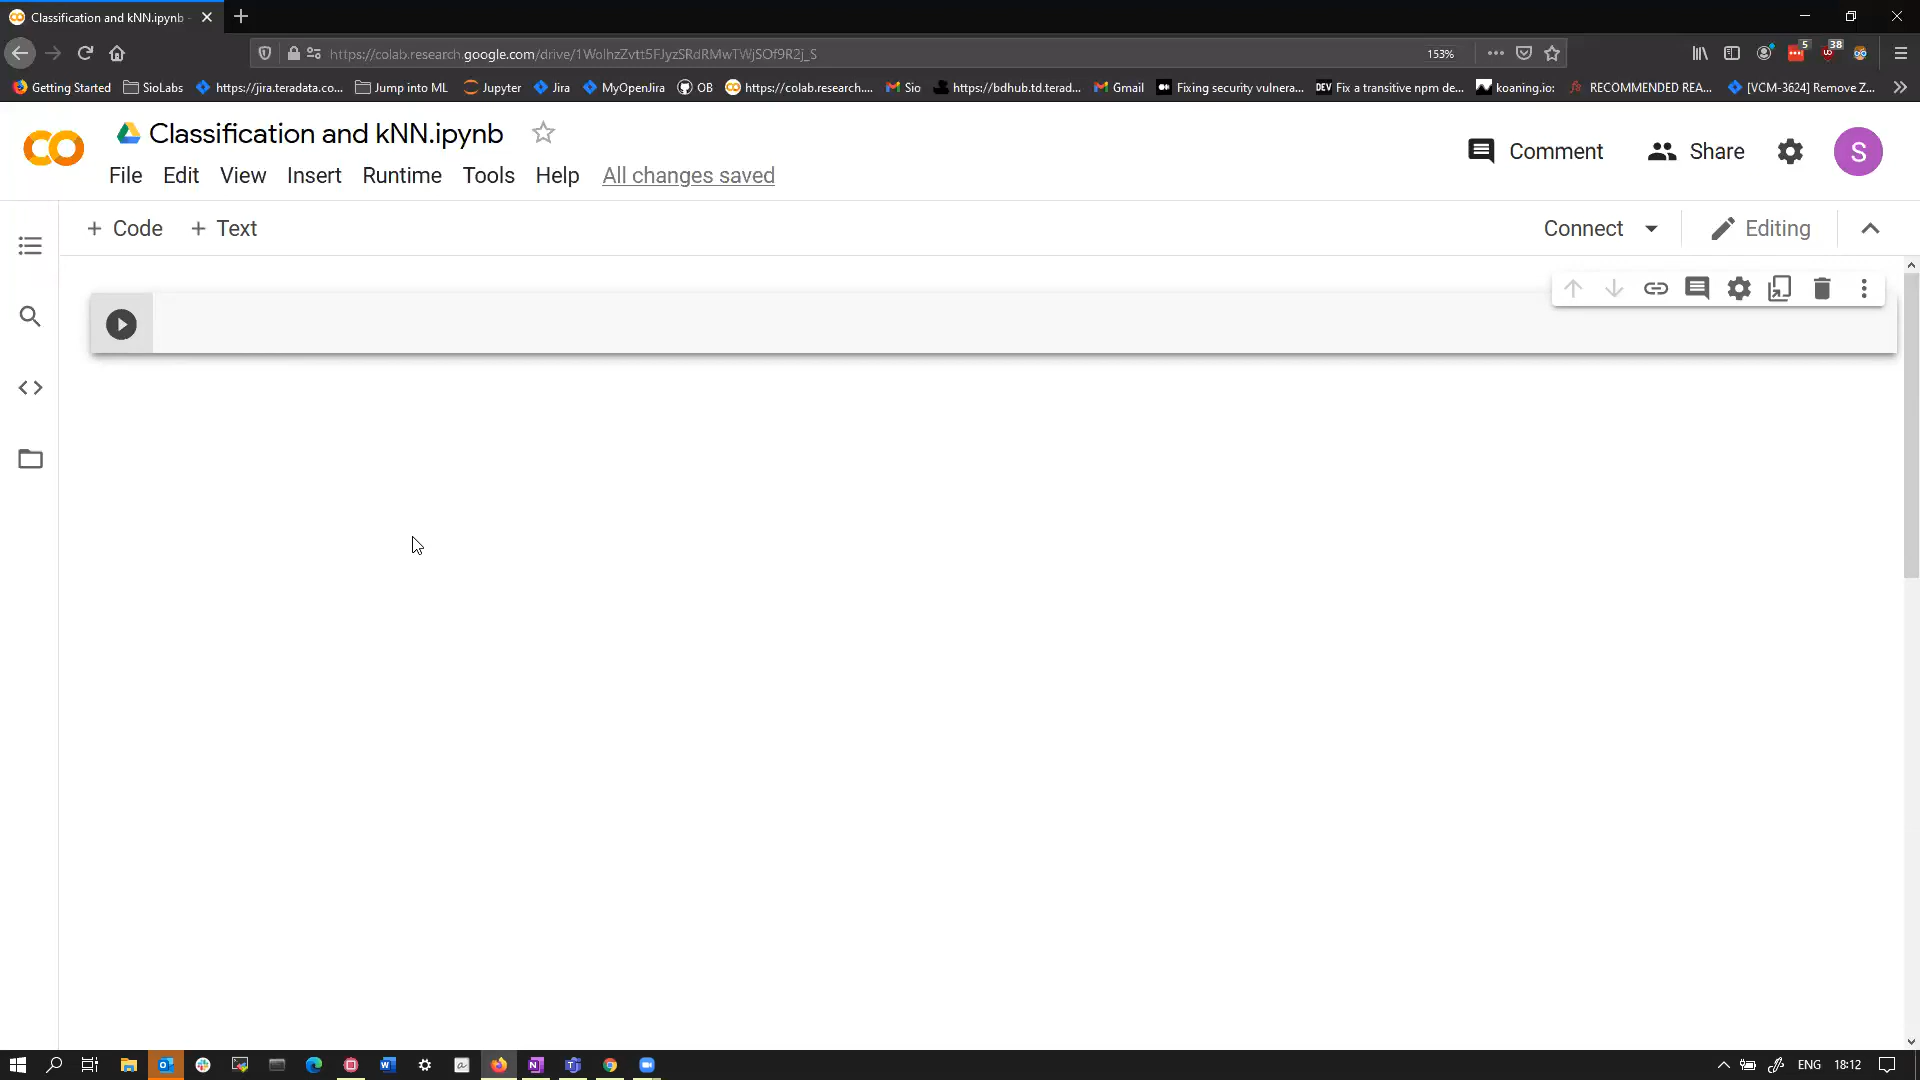 Classification and kNN.ipynb
https://colab.research.google.com/drive/1WolhzZvtt5FJyzSRdRMwTWjSOf9R2j_S 153% 5 38
Getting Started SioLabs https://jira.teradata.co... Jump into ML Jupyter Jira MyOpenJira OB https://colab.research.... Sio https://bdhub.td.terad... Gmail Fixing security vulnera... DEV Fix a transitive npm de... koaning.io: RECOMMENDED REA... [VCM-3624] Remove Z...
Classification and kNN.ipynb
Comment Share S
File Edit View Insert Runtime Tools Help All changes saved
+ Code + Text Connect Editing
ENG 18:12